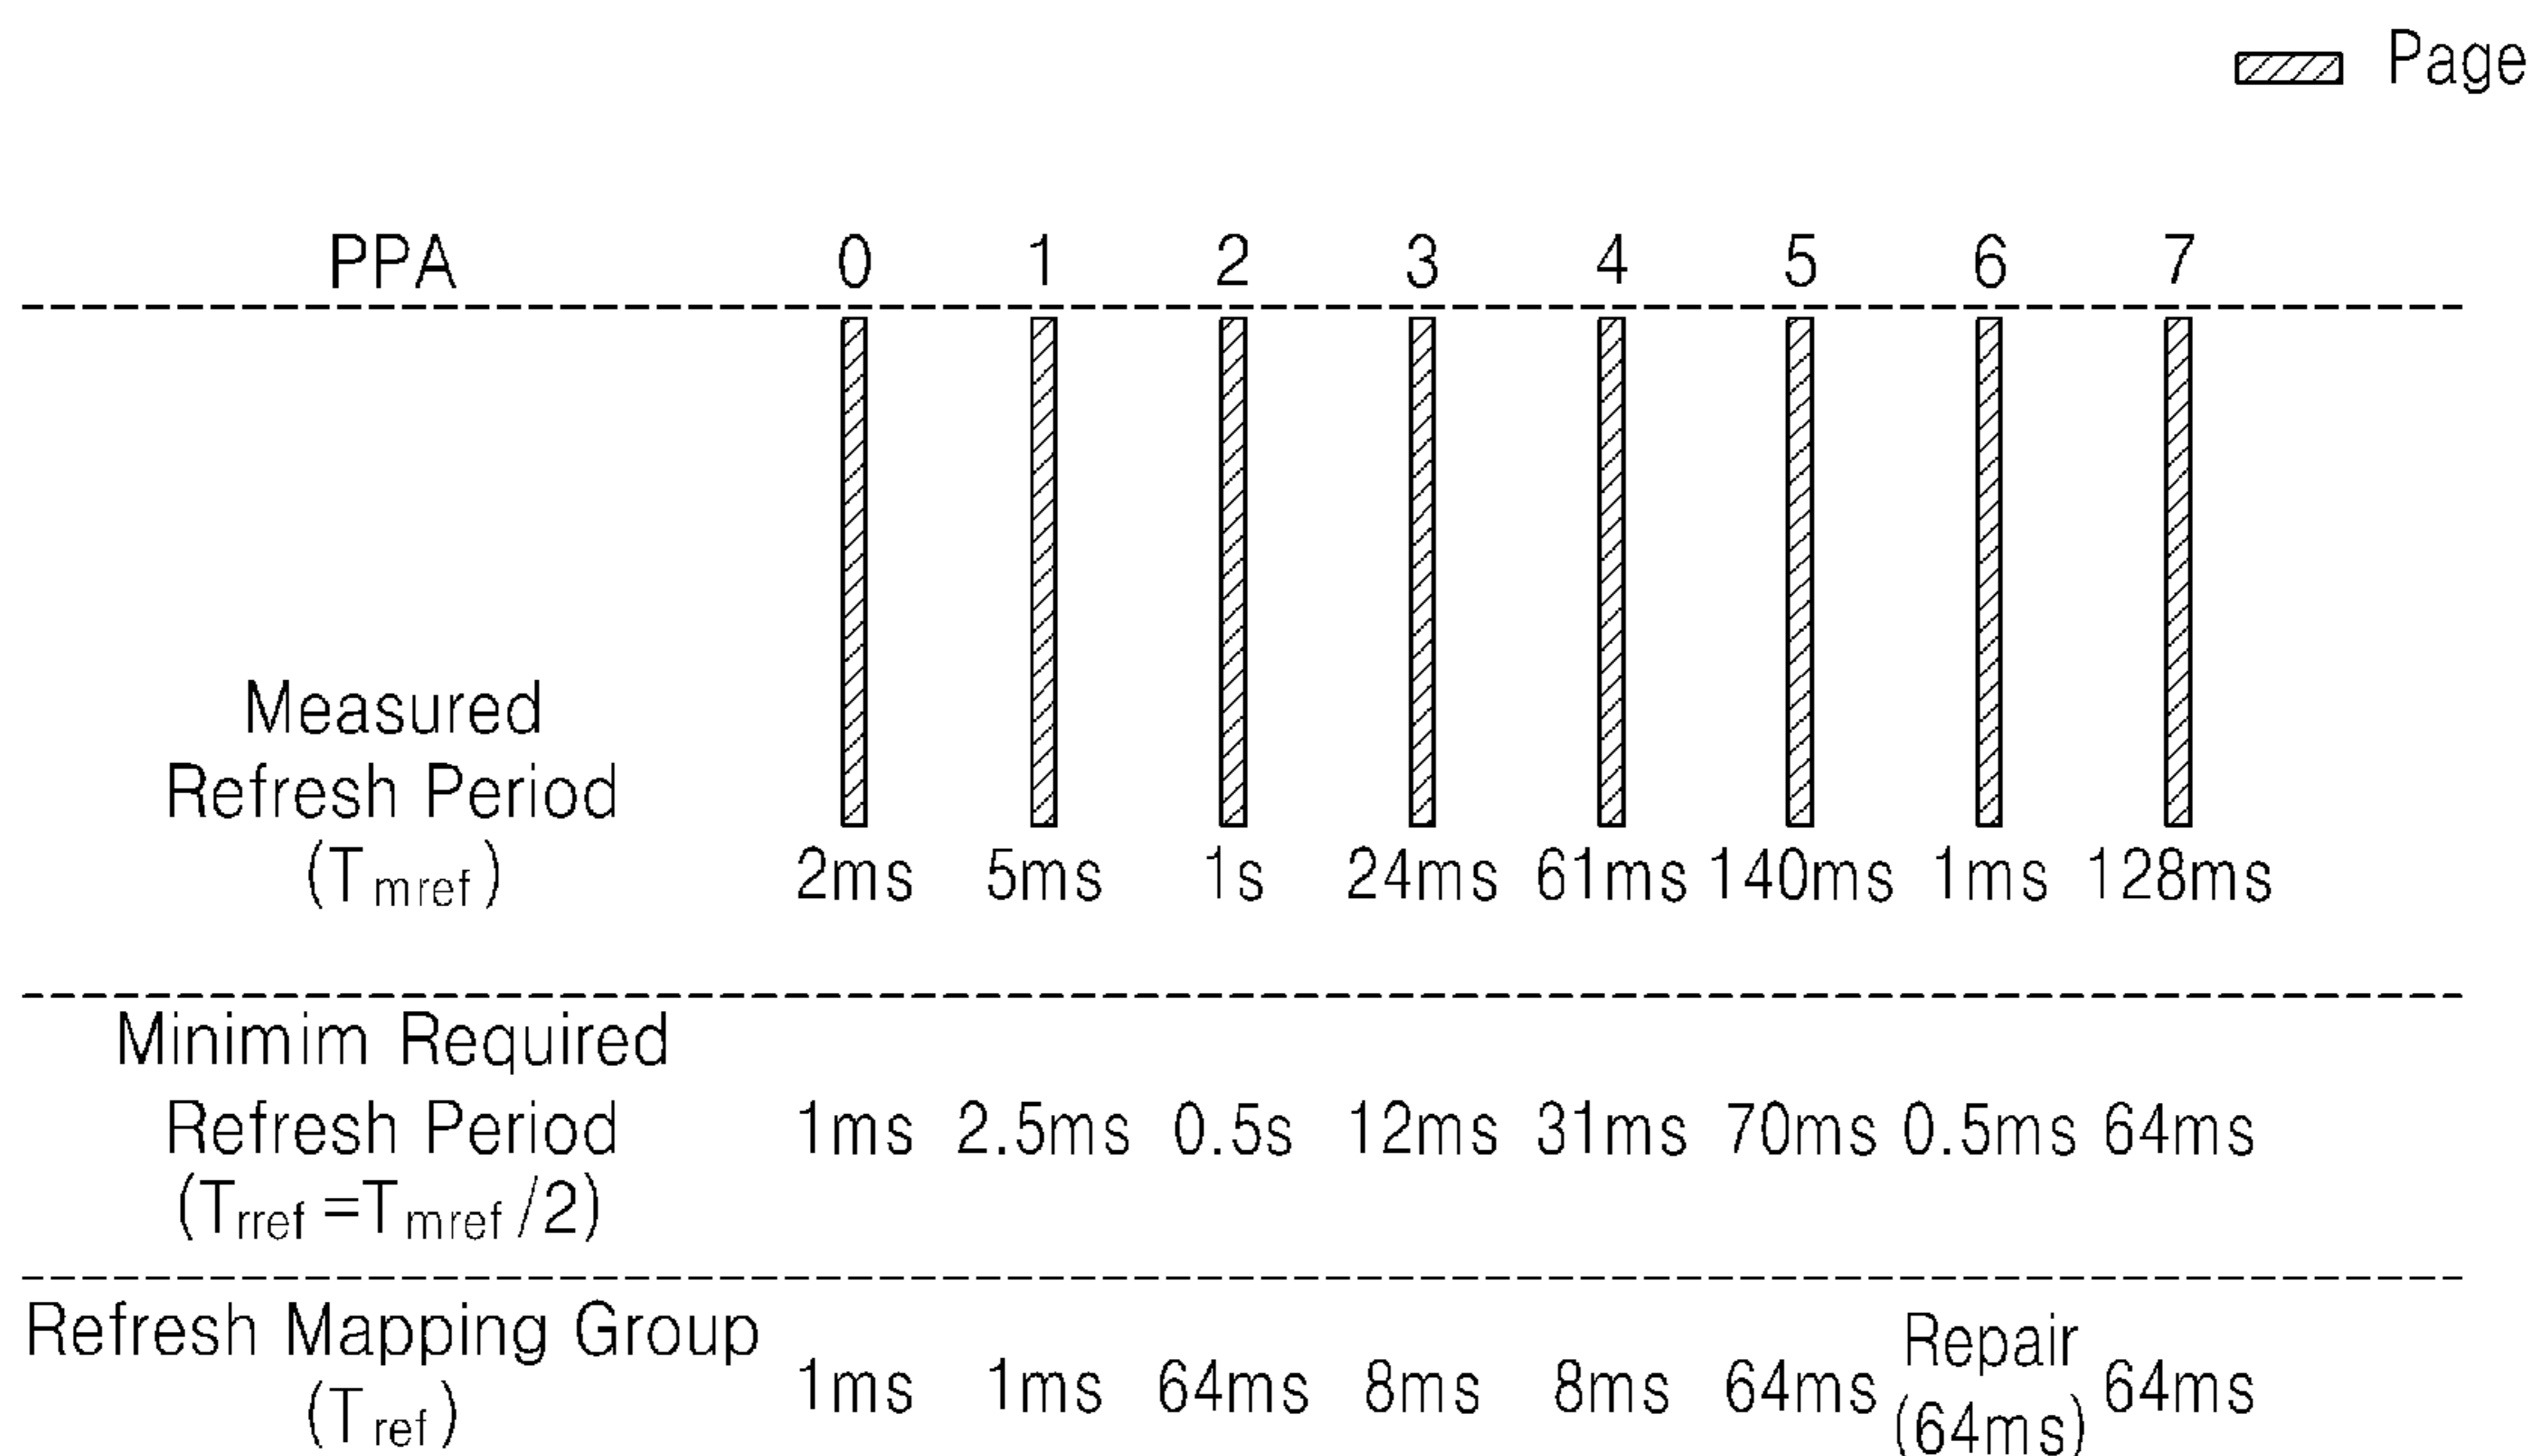 Page
PPA 0 1 2 3 4 5 6 7
Measured
Refresh Period
(Tmref) 2ms 5ms 1s 24ms 61ms 140ms 1ms 128ms
Minimim Required
Refresh Period 1ms 2.5ms 0.5s 12ms 31ms 70ms 0.5ms 64ms
(Trref=Tmref/2)
Refresh Mapping Group
(Tref) 1ms 1ms 64ms 8ms 8ms 64ms Repair (64ms) 64ms